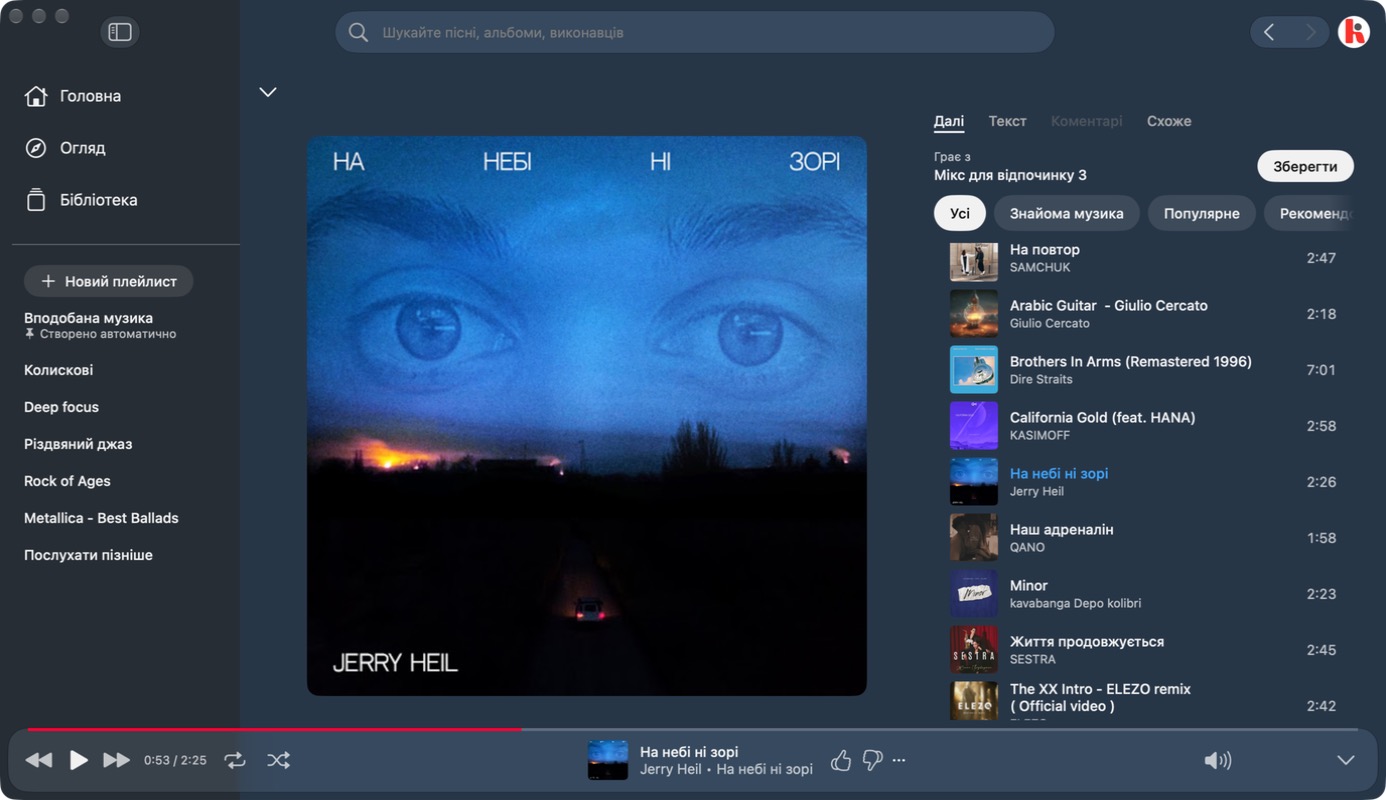 Шукайте пісні, альбоми, виконавців
Головна
Огляд
Бібліотека
Новий плейлист
Вподобана музика
Створено автоматично
Колискові
Deep focus
Різдвяний джаз
Rock of Ages
Metallica - Best Ballads
Послухати пізніше
НА НЕБІ НІ ЗОРІ
JERRY HEIL
Далі Текст Коментарі Схоже
Грає з
Мікс для відпочинку 3
Зберегти
Усі Знайома музика Популярне Рекоменд
На повтор
SAMCHUK
2:47
Arabic Guitar - Giulio Cercato
Giulio Cercato
2:18
Brothers In Arms (Remastered 1996)
Dire Straits
7:01
California Gold (feat. HANA)
KASIMOFF
2:58
На небі ні зорі
Jerry Heil
2:26
Наш адреналін
QANO
1:58
Minor
Minor
kavabanga Depo kolibri
2:23
SESTRA
Життя продовжується
SESTRA
2:45
ELEZO
The XX Intro - ELEZO remix
( Official video )
2:42
0:53 / 2:25
На небі ні зорі
Jerry Heil • На небі ні зорі